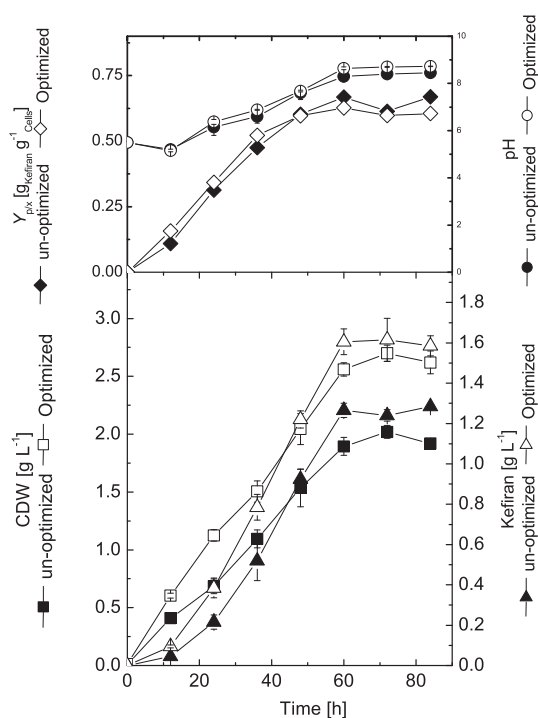 Y p/x [gKefiran g-1 Cells]
un-optimized
Optimized
0.75
0.50
0.25
0.00
10
8
6
4
2
0
pH
un-optimized
Optimized
CDW [g L-1]
un-optimized
Optimized
3.0
2.5
2.0
1.5
1.0
0.5
0.0
1.8
1.6
1.4
1.2
1.0
0.8
0.6
0.4
0.2
0.0
Kefiran [g L-1]
un-optimized
Optimized
0 20 40 60 80 100
Time [h]